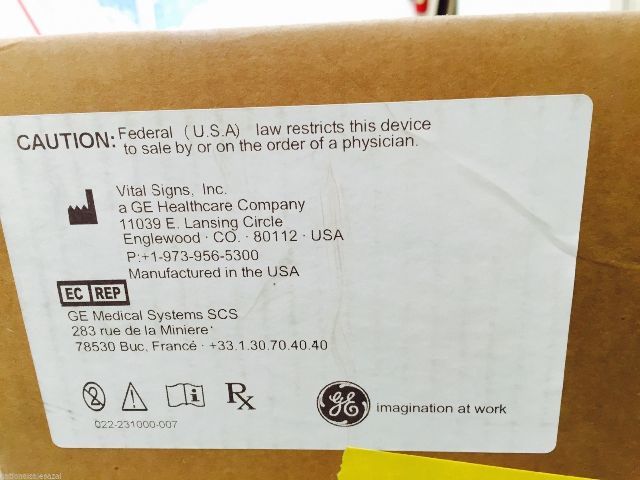 CAUTION: Federal (U.S.A) law restricts this device
to sale by or on the order of a physician.
Vital Signs, Inc.
a GE Healthcare Company
11039 E. Lansing Circle
Englewood · CO. · 80112 · USA
P:+1-973-956-5300
Manufactured in the USA
EC REP
GE Medical Systems SCS
283 rue de la Miniere
78530 Buc, France · +33.1.30.70.40.40
2 Rx
GE imagination at work
022-231000-007